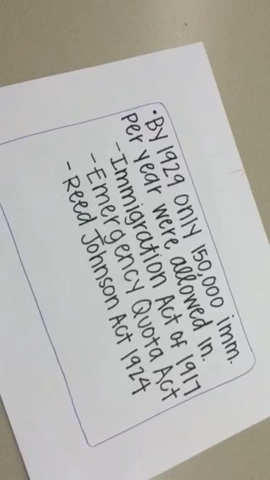 ·By 1929 only 150,000 imm.
per year were allowed in.
-Immigration Act of 1917
-Emergency Quota Act
-Reed Johnson Act 1924